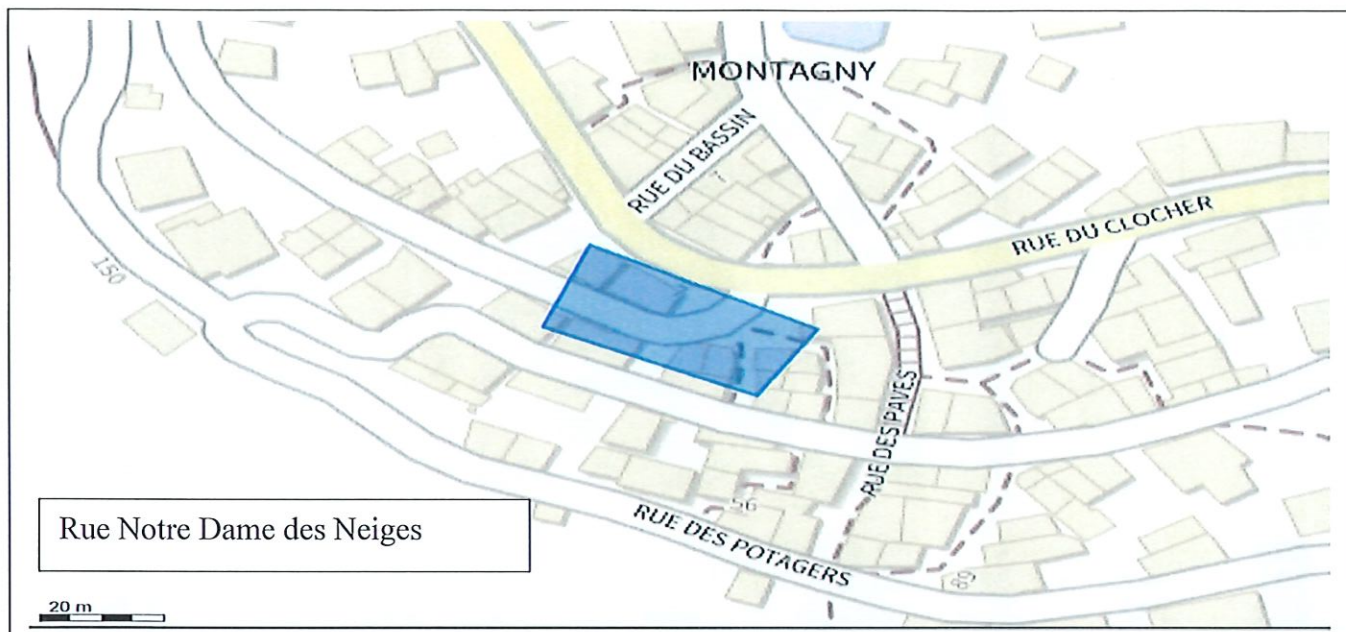 MONTAGNY
RUE DU BASSIN
RUE DU CLOCHER
150
RUE DES PAVES
Rue Notre Dame des Neiges
RUE DES POTAGERS
20 m